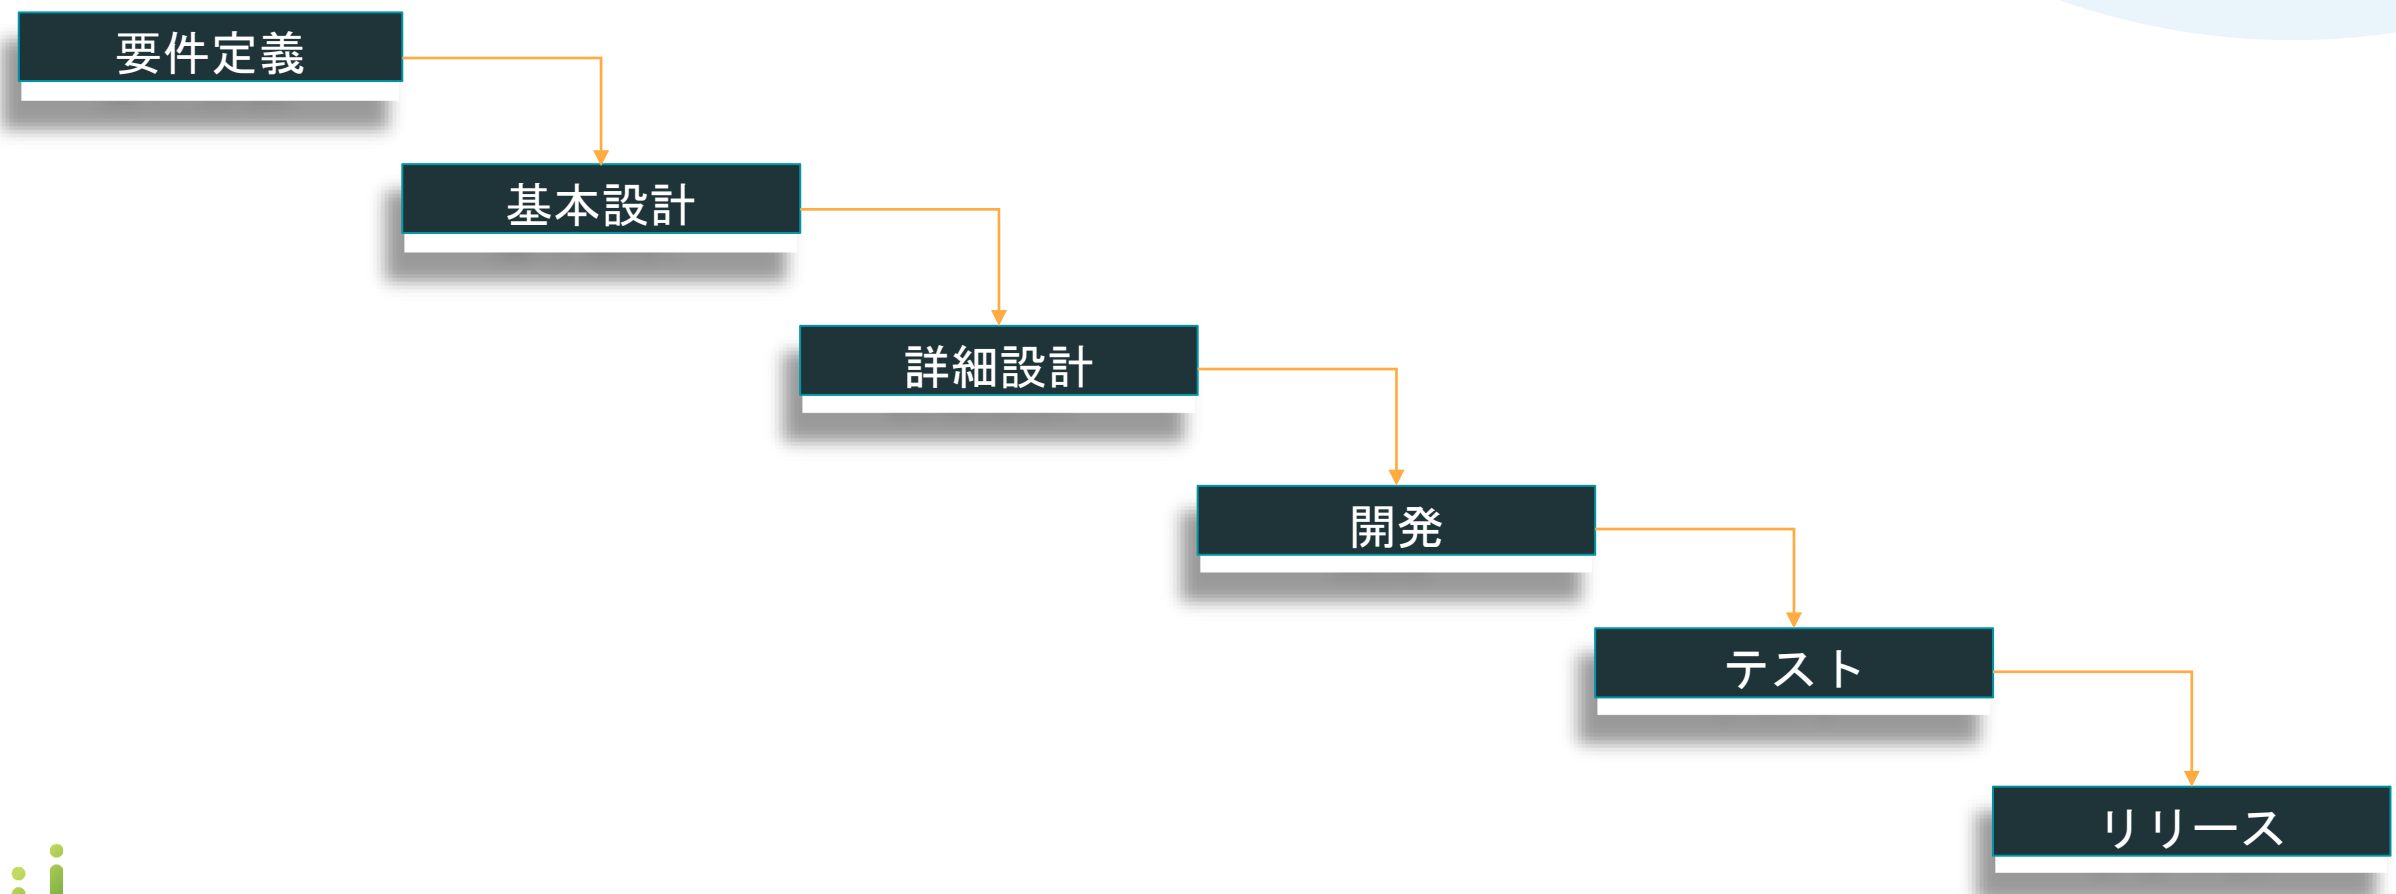 要件定義
基本設計
詳細設計
開発
テスト
リリース